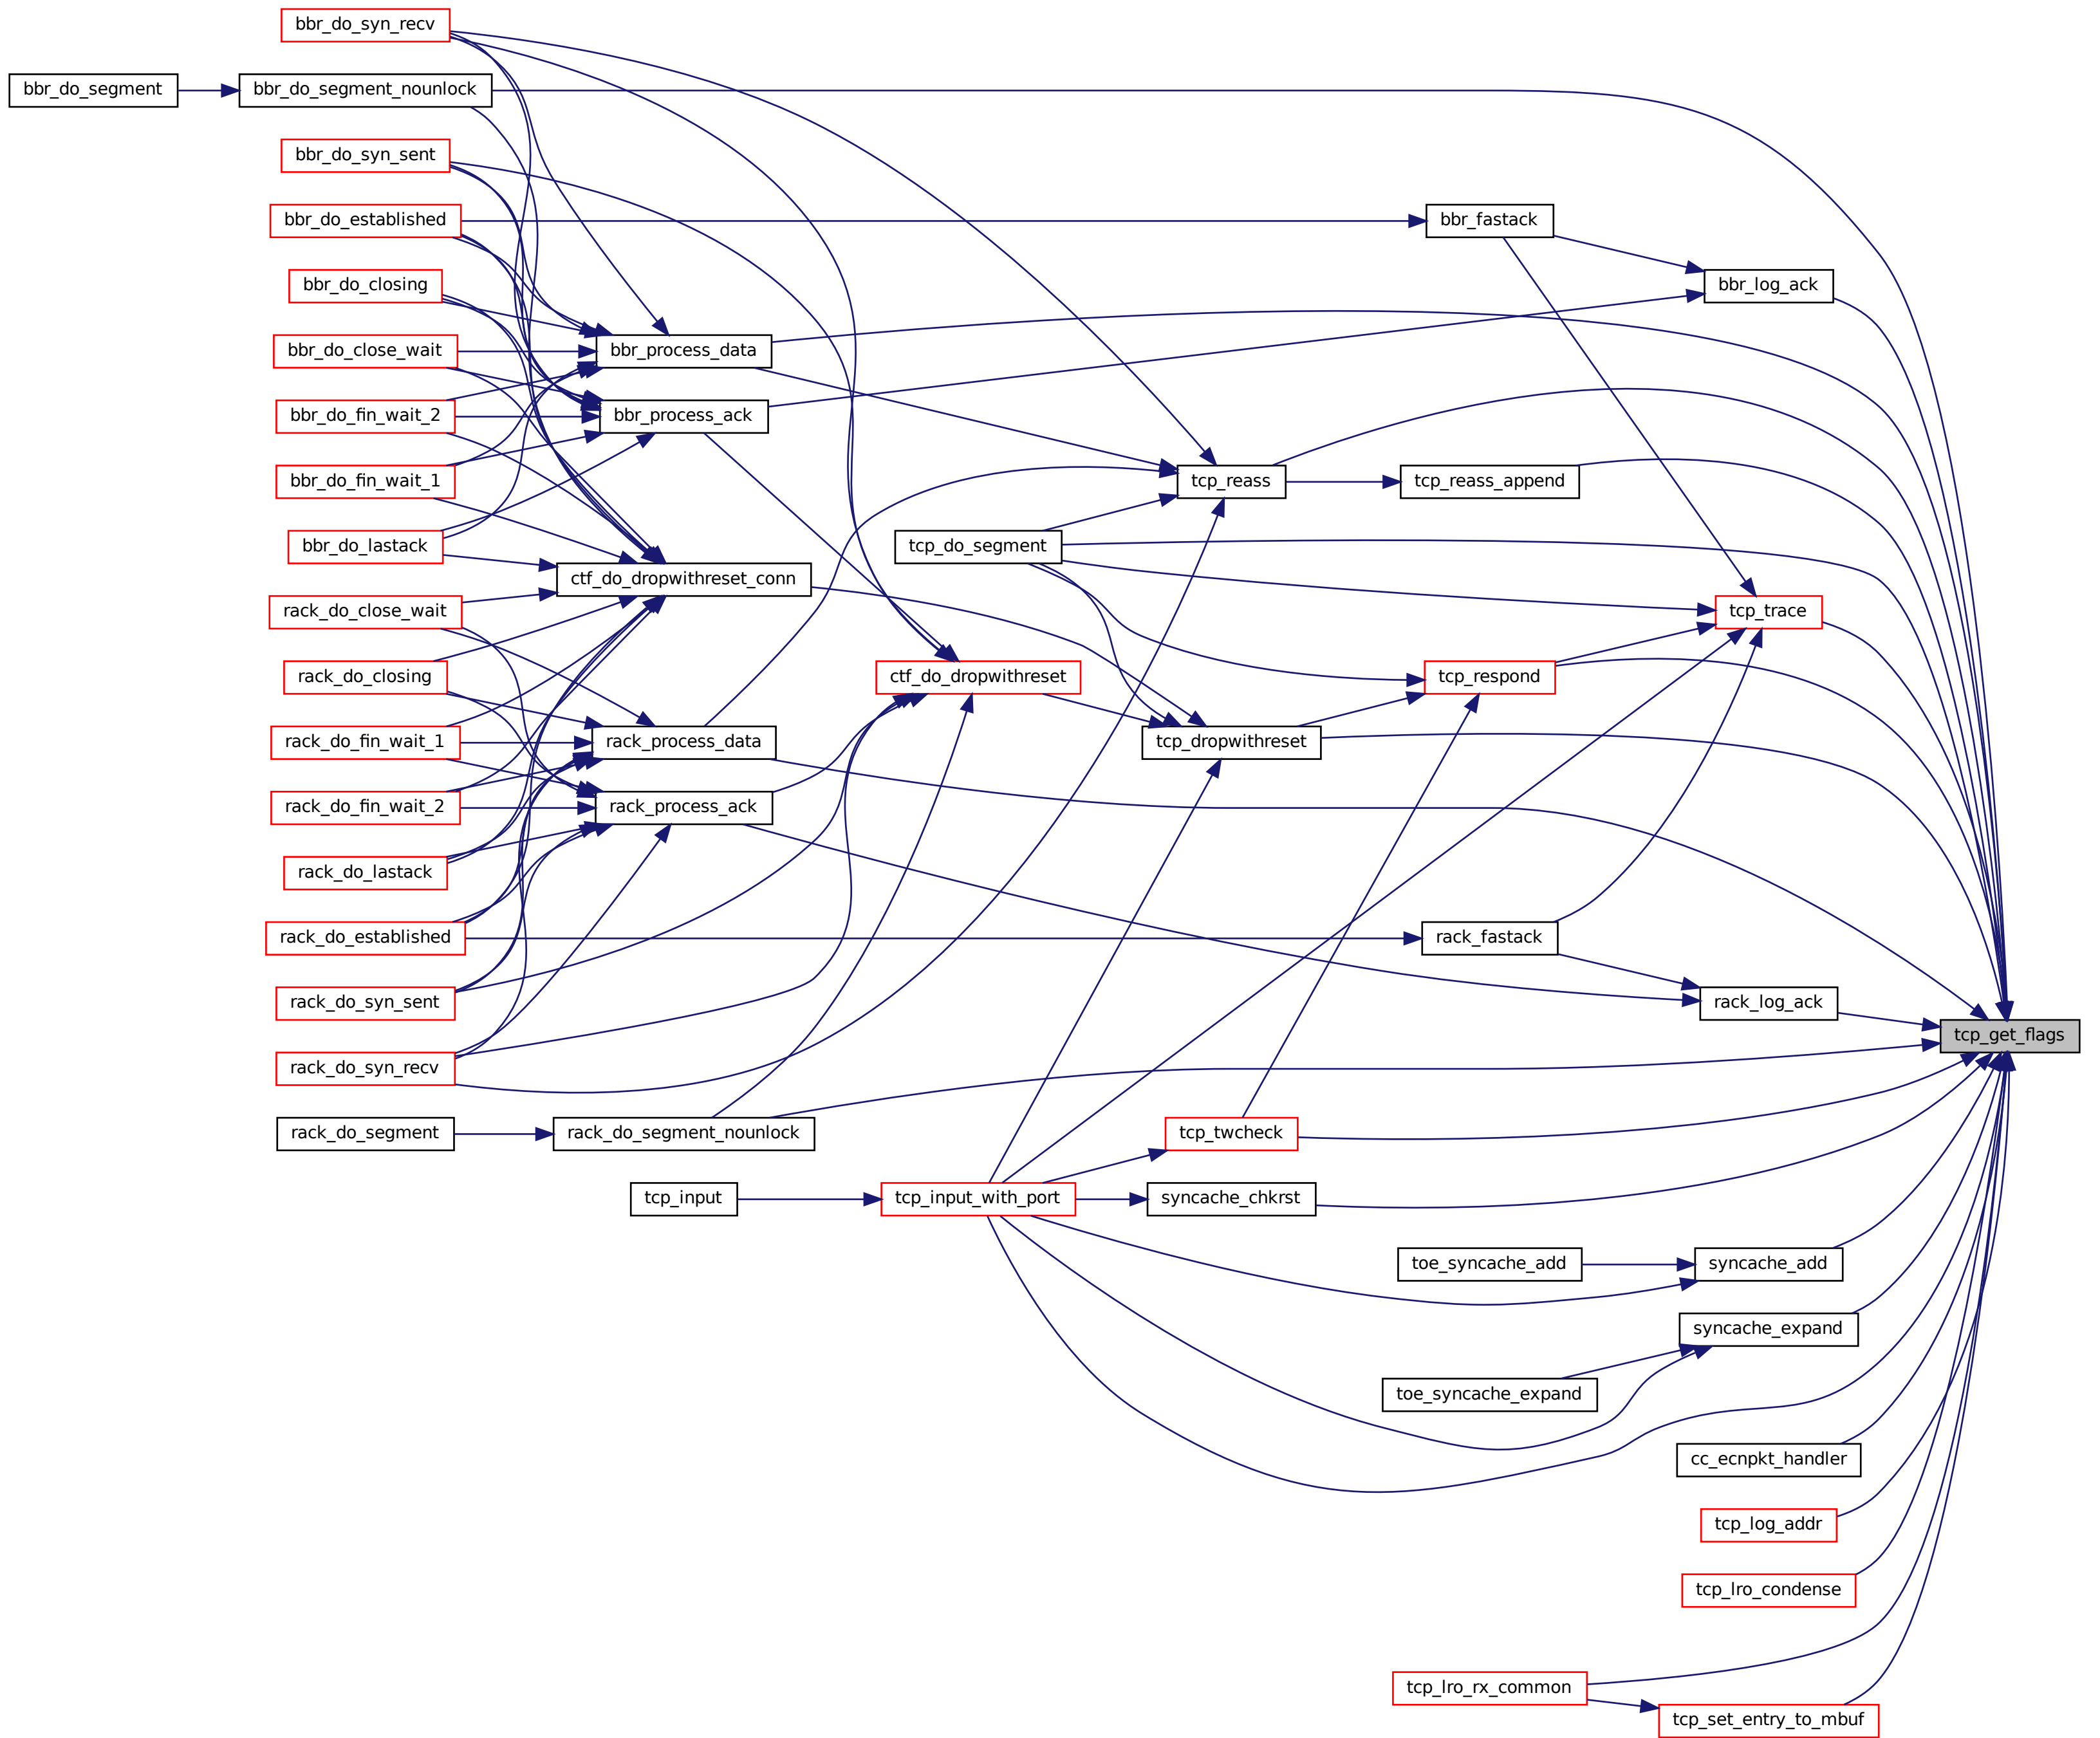 bbr_do_syn_recv
bbr_do_segment
bbr_do_segment_nounlock
bbr_do_syn_sent
bbr_do_established
bbr_fastack
bbr_do_closing
bbr_log_ack
bbr_do_close_wait
bbr_process_data
bbr_do_fin_wait_2
bbr_process_ack
bbr_do_fin_wait_1
tcp_reass
tcp_reass_append
bbr_do_lastack
tcp_do_segment
ctf_do_dropwithreset_conn
rack_do_close_wait
tcp_trace
rack_do_closing
ctf_do_dropwithreset
tcp_respond
rack_do_fin_wait_1
rack_process_data
tcp_dropwithreset
rack_do_fin_wait_2
rack_process_ack
rack_do_lastack
rack_do_established
rack_fastack
rack_do_syn_sent
rack_log_ack
tcp_get_flags
rack_do_syn_recv
rack_do_segment
rack_do_segment_nounlock
tcp_twcheck
tcp_input
tcp_input_with_port
syncache_chkrst
toe_syncache_add
syncache_add
syncache_expand
toe_syncache_expand
cc_ecnpkt_handler
tcp_log_addr
tcp_lro_condense
tcp_lro_rx_common
tcp_set_entry_to_mbuf